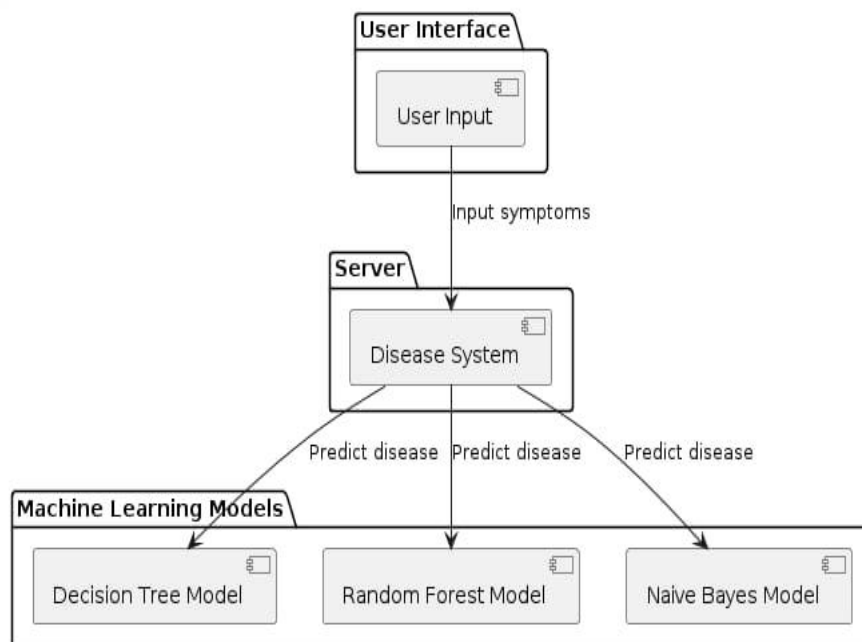 User Interface
User Input
Input symptoms
Server
Disease System
Predict disease
Predict disease
Predict disease
Machine Learning Models
Decision Tree Model
Random Forest Model
Naive Bayes Model